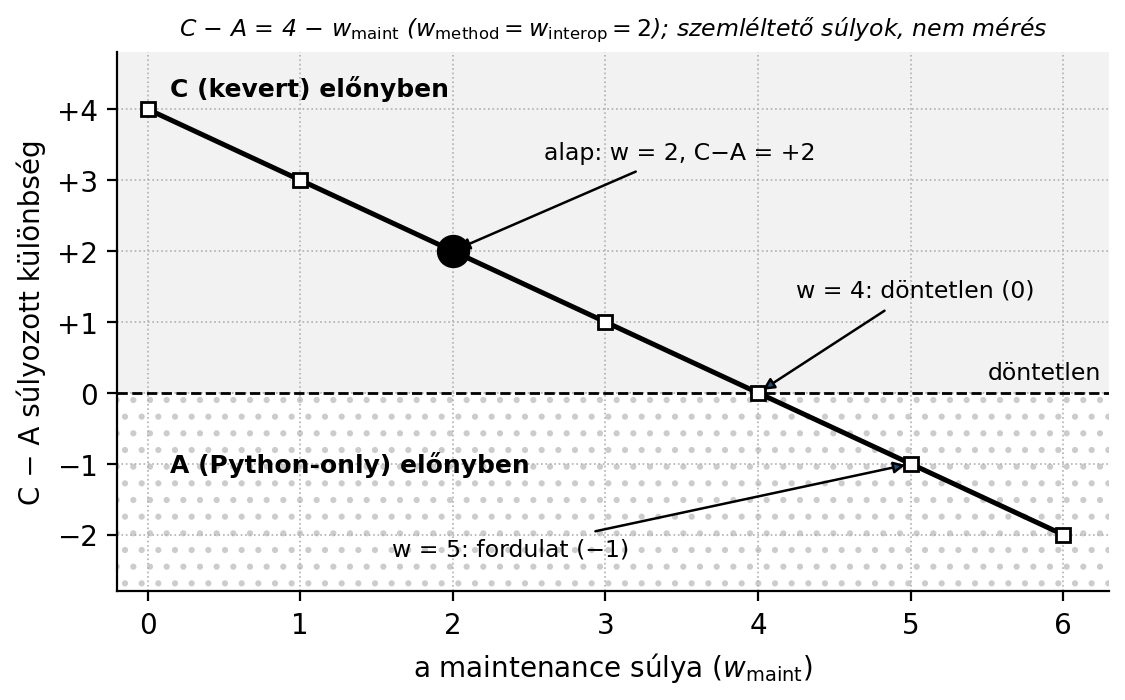 C − A = 4 − w_maint (w_method = w_interop = 2); szemléltető súlyok, nem mérés
C − A súlyozott különbség
+4
+3
+2
+1
0
−1
−2
C (kevert) előnyben
alap: w = 2, C−A = +2
w = 4: döntetlen (0)
döntetlen
A (Python-only) előnyben
w = 5: fordulat (−1)
0 1 2 3 4 5 6
a maintenance súlya (w_maint)